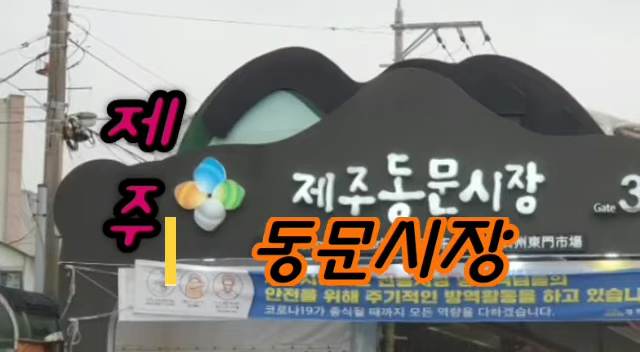 제
주
제주동문시장
Gate 3
동문시장
州東門市場
안전을 위해 주기적인 방역활동을 하고 있습니
코로나19가 종식될 때까지 모든 역량을 다하겠습니다.